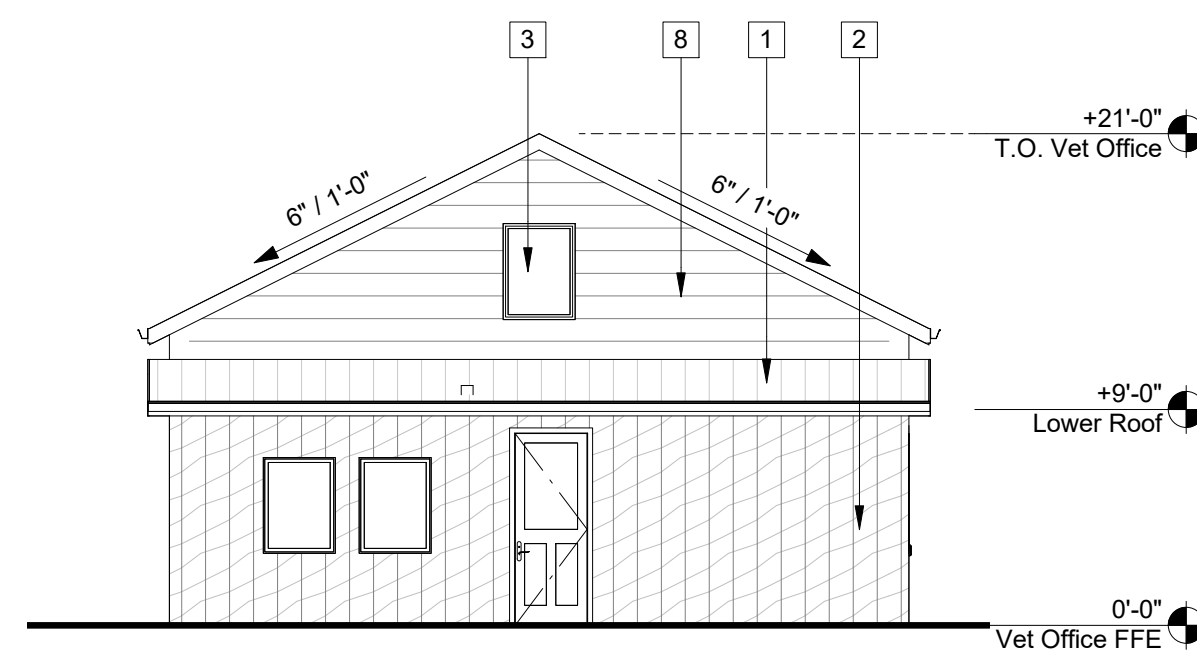 3
8
1
2
+21'-0"
T.O. Vet Office
6" / 1'-0"
6" / 1'-0"
+9'-0"
Lower Roof
0'-0"
Vet Office FFE